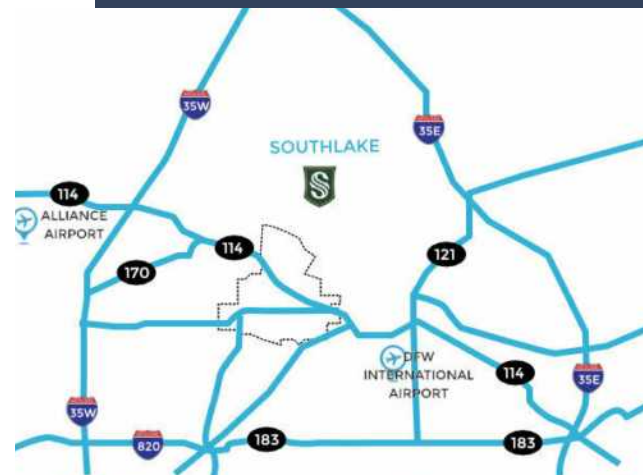 35W
35E
SOUTHLAKE
S
114
ALLIANCE
AIRPORT
114
121
170
DFW
INTERNATIONAL
AIRPORT
114
35E
35W
820
183
183